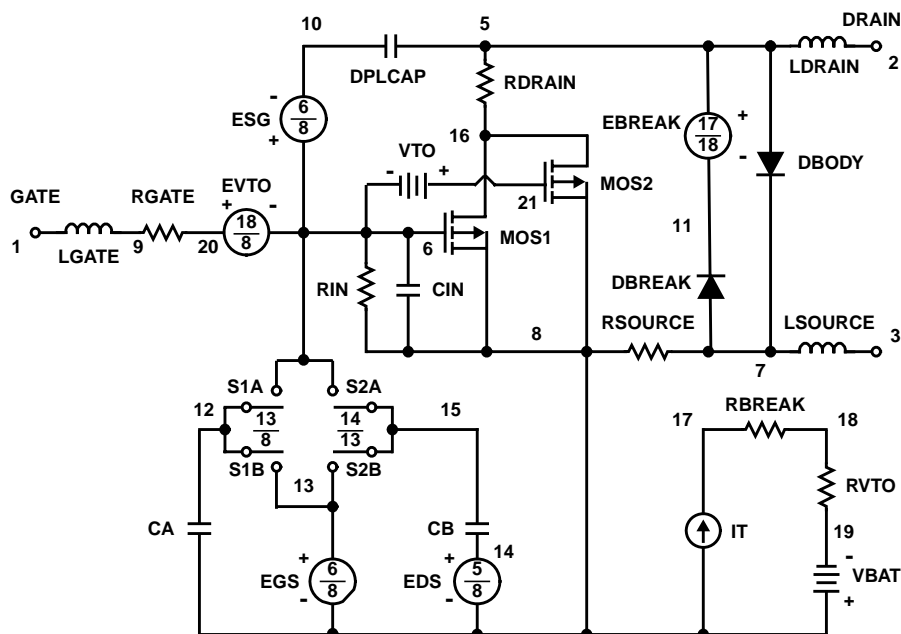 10
5
DRAIN
2
LDRAIN
DPLCAP
RDRAIN
-
ESG
6
8
+
EBREAK
17
18
+
-
DBODY
16
VTO
-
+
MOS2
21
GATE
1
LGATE
RGATE
9
20
EVTO
+
-
18
8
6
MOS1
11
RIN
CIN
DBREAK
8
RSOURCE
LSOURCE
3
7
S1A
S2A
12
13
8
14
13
15
S1B
S2B
13
17
RBREAK
18
RVTO
CA
CB
14
IT
19
-
VBAT
+
EGS
+
-
6
8
EDS
+
-
5
8